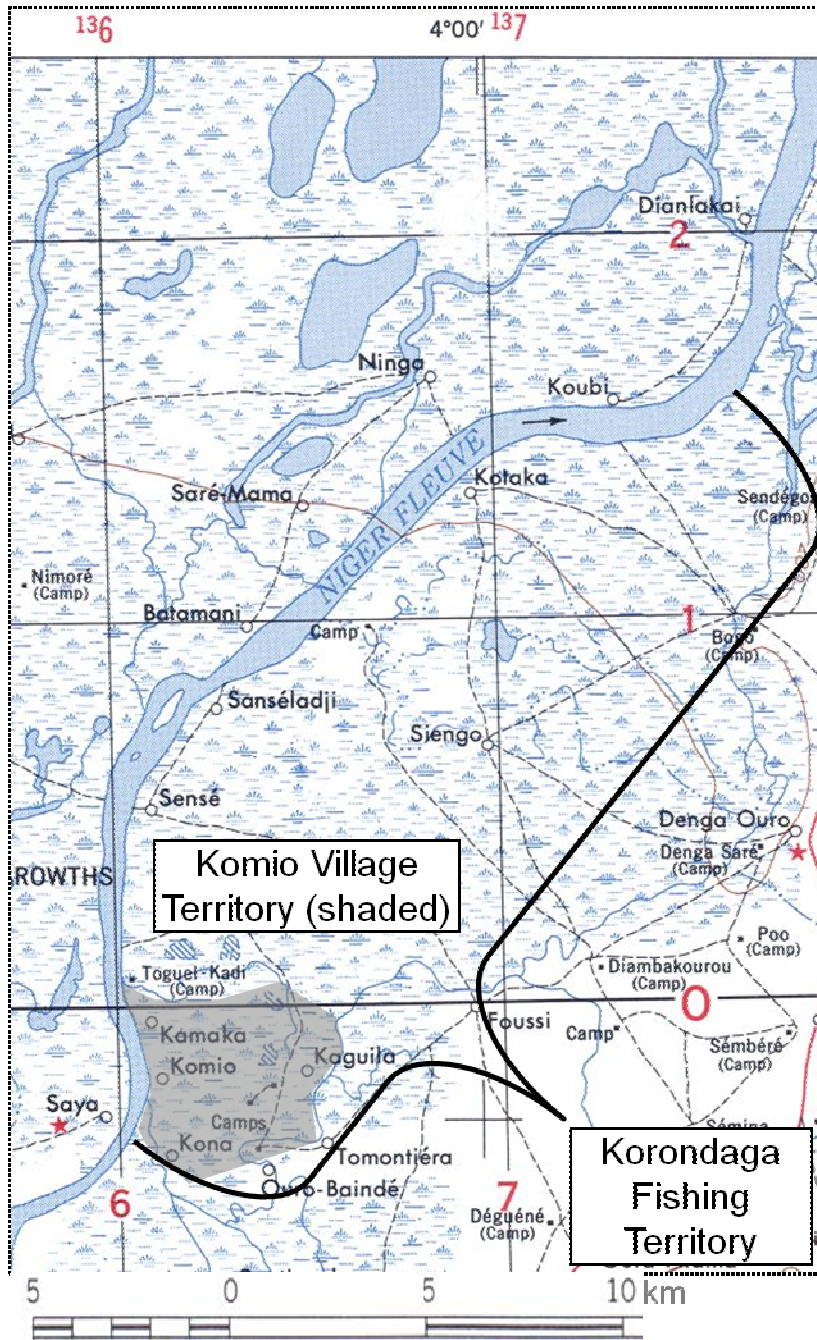 136
4°00'
137
Dianlakai
2
Ninga
Koubi
Kotaka
Saré-Mama
NIGER FLEUVE
Sendégo
(Camp)
Nimoré
(Camp)
Batamani
Camp
1
Bogo
(Camp)
Sanséladji
Siengo
Sensé
Denga Ouro
Denga Saré
(Camp)
ROWTHS
Komio Village
Territory (shaded)
Poo
(Camp)
Toguel-Kadi
(Camp)
Diambakourou
(Camp)
0
Foussi
Kamaka
Camp
Sémbéré
(Camp)
Kaguila
Komio
Saya
Camps
Kona
Tomontiéra
Korondaga
Fishing
Territory
Ouro-Baindé
6
7
Déguéné
(Camp)
5
0
5
10 km